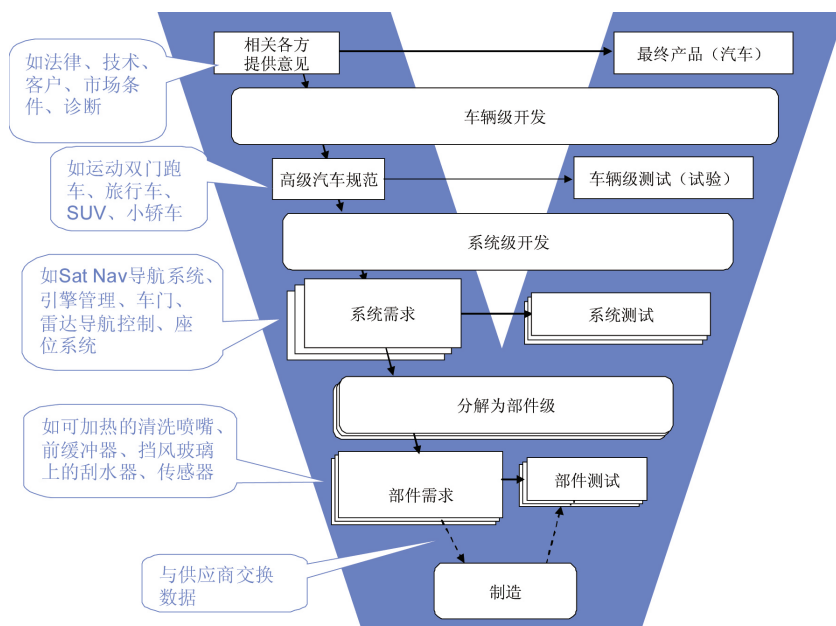 相关各方
提供意见
最终产品（汽车）
如法律、技术、
客户、市场条
件、诊断
车辆级开发
如运动双门跑
车、旅行车、
SUV、小轿车
高级汽车规范
车辆级测试（试验）
系统级开发
如Sat Nav导航系统、
引擎管理、车门、
雷达导航控制、座
位系统
系统需求
系统测试
分解为部件级
如可加热的清洗喷嘴、
前缓冲器、挡风玻璃
上的刮水器、传感器
部件需求
部件测试
与供应商交换
数据
制造